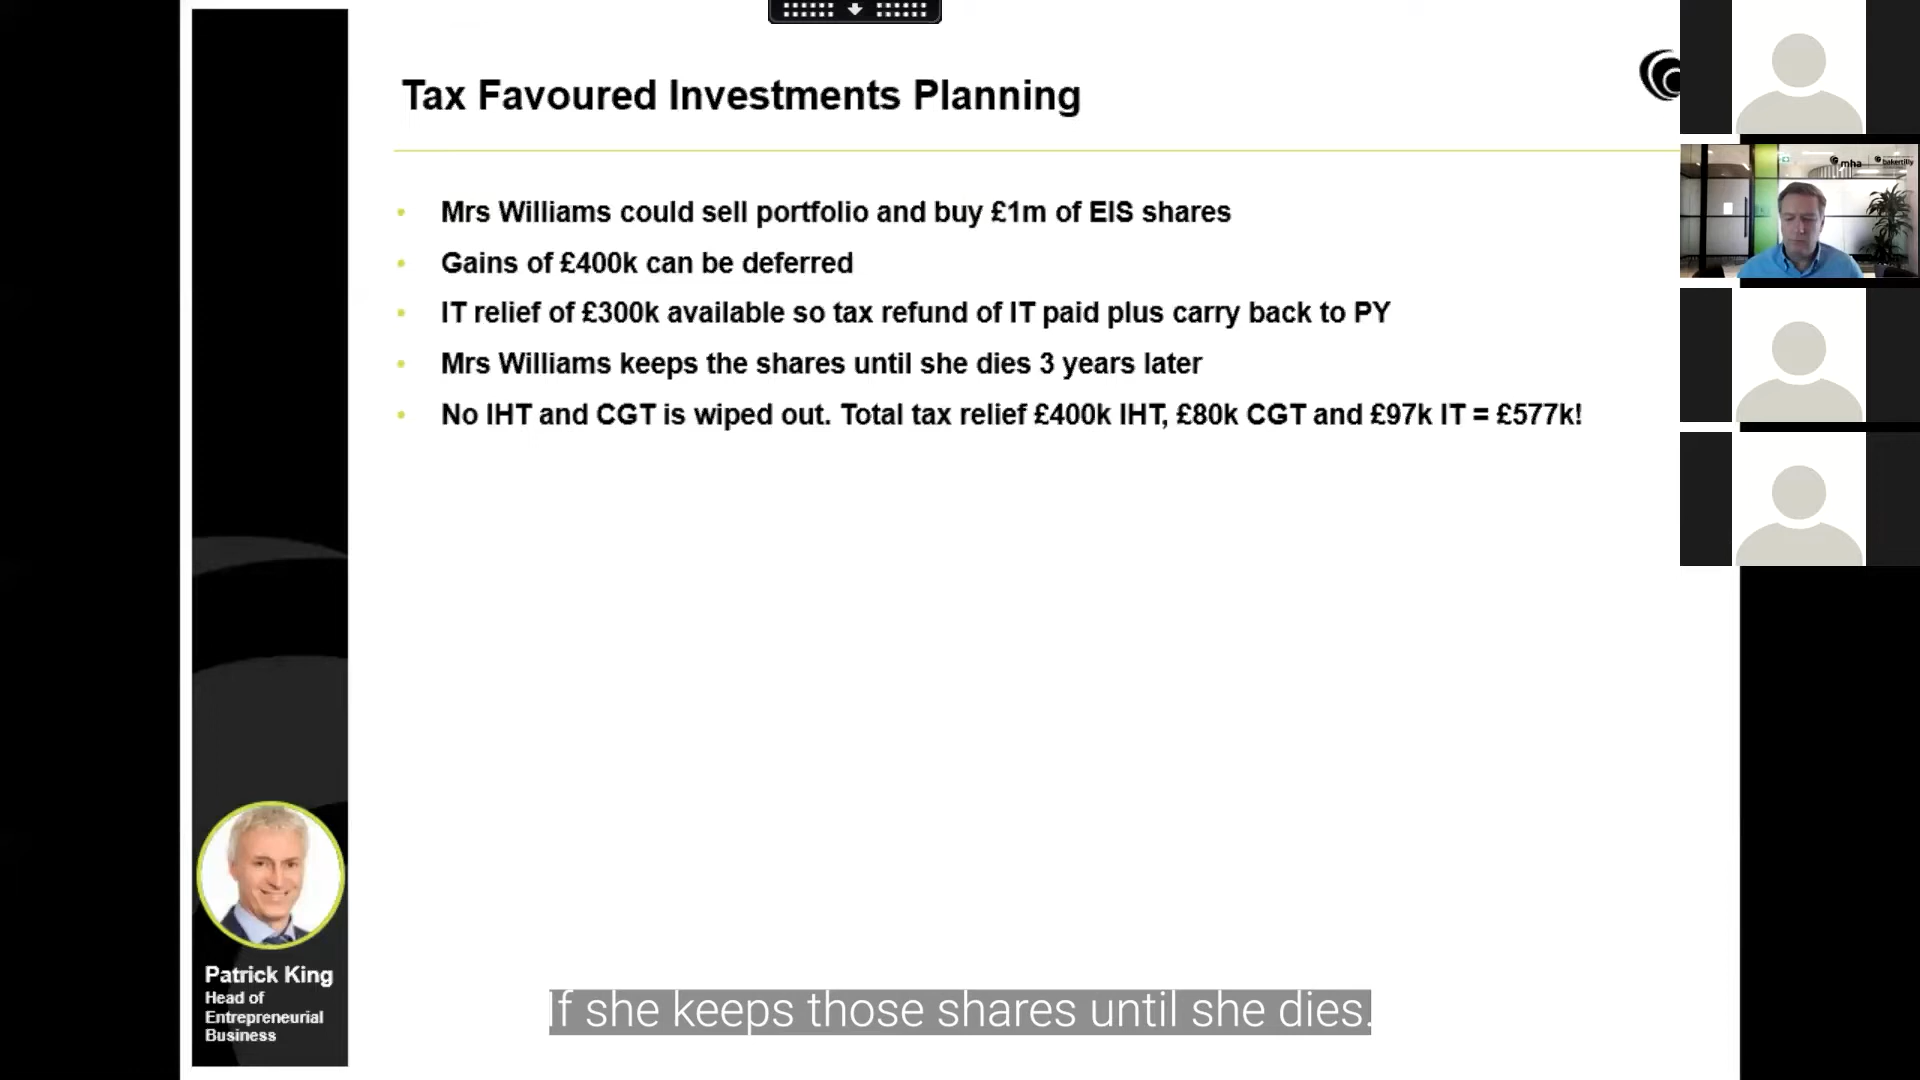 Tax Favoured Investments Planning
Mrs Williams could sell portfolio and buy £1m of EIS shares
Gains of £400k can be deferred
IT relief of £300k available so tax refund of IT paid plus carry back to PY
Mrs Williams keeps the shares until she dies 3 years later
No IHT and CGT is wiped out. Total tax relief £400k IHT, £80k CGT and £97k IT = £577k!
mha
bakertilly
Patrick King
Head of
Entrepreneurial
Business
If she keeps those shares until she dies.